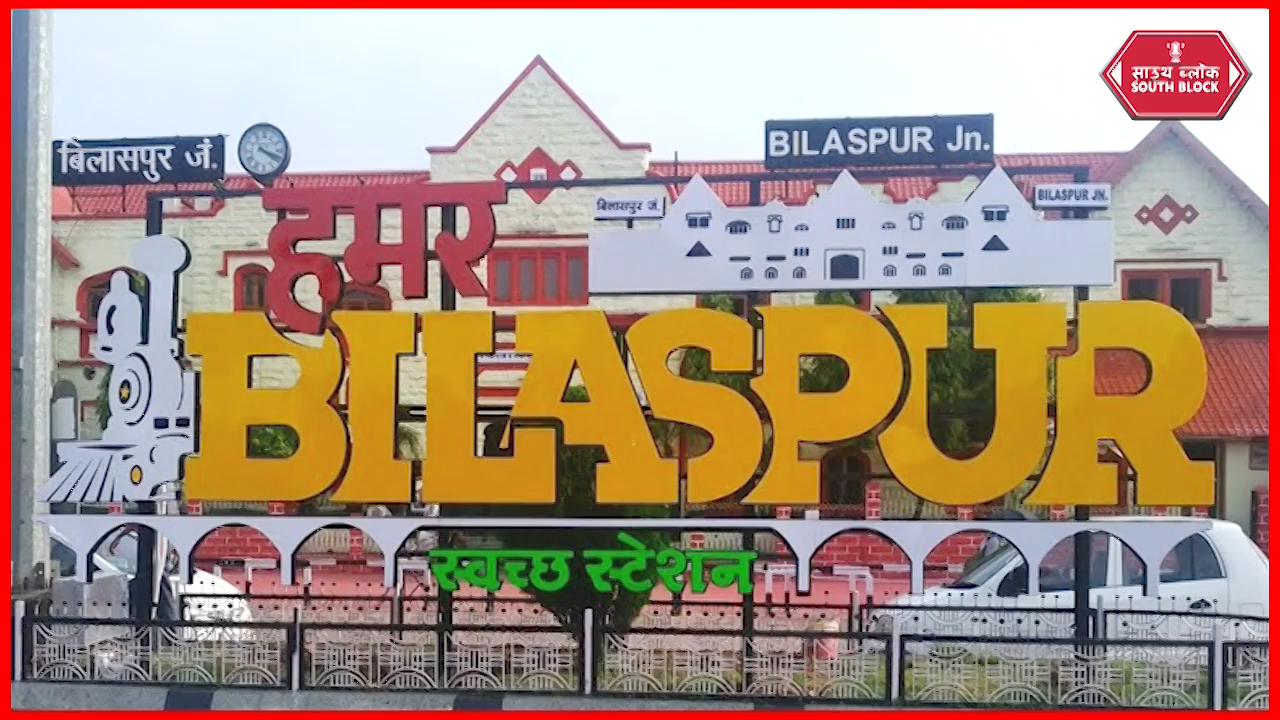 साउथ ब्लॉक
SOUTH BLOCK
बिलासपुर जं.
BILASPUR Jn.
हमर
बिलासपुर जं.
BILASPUR JN.
BILASPUR
स्वच्छ स्टेशन